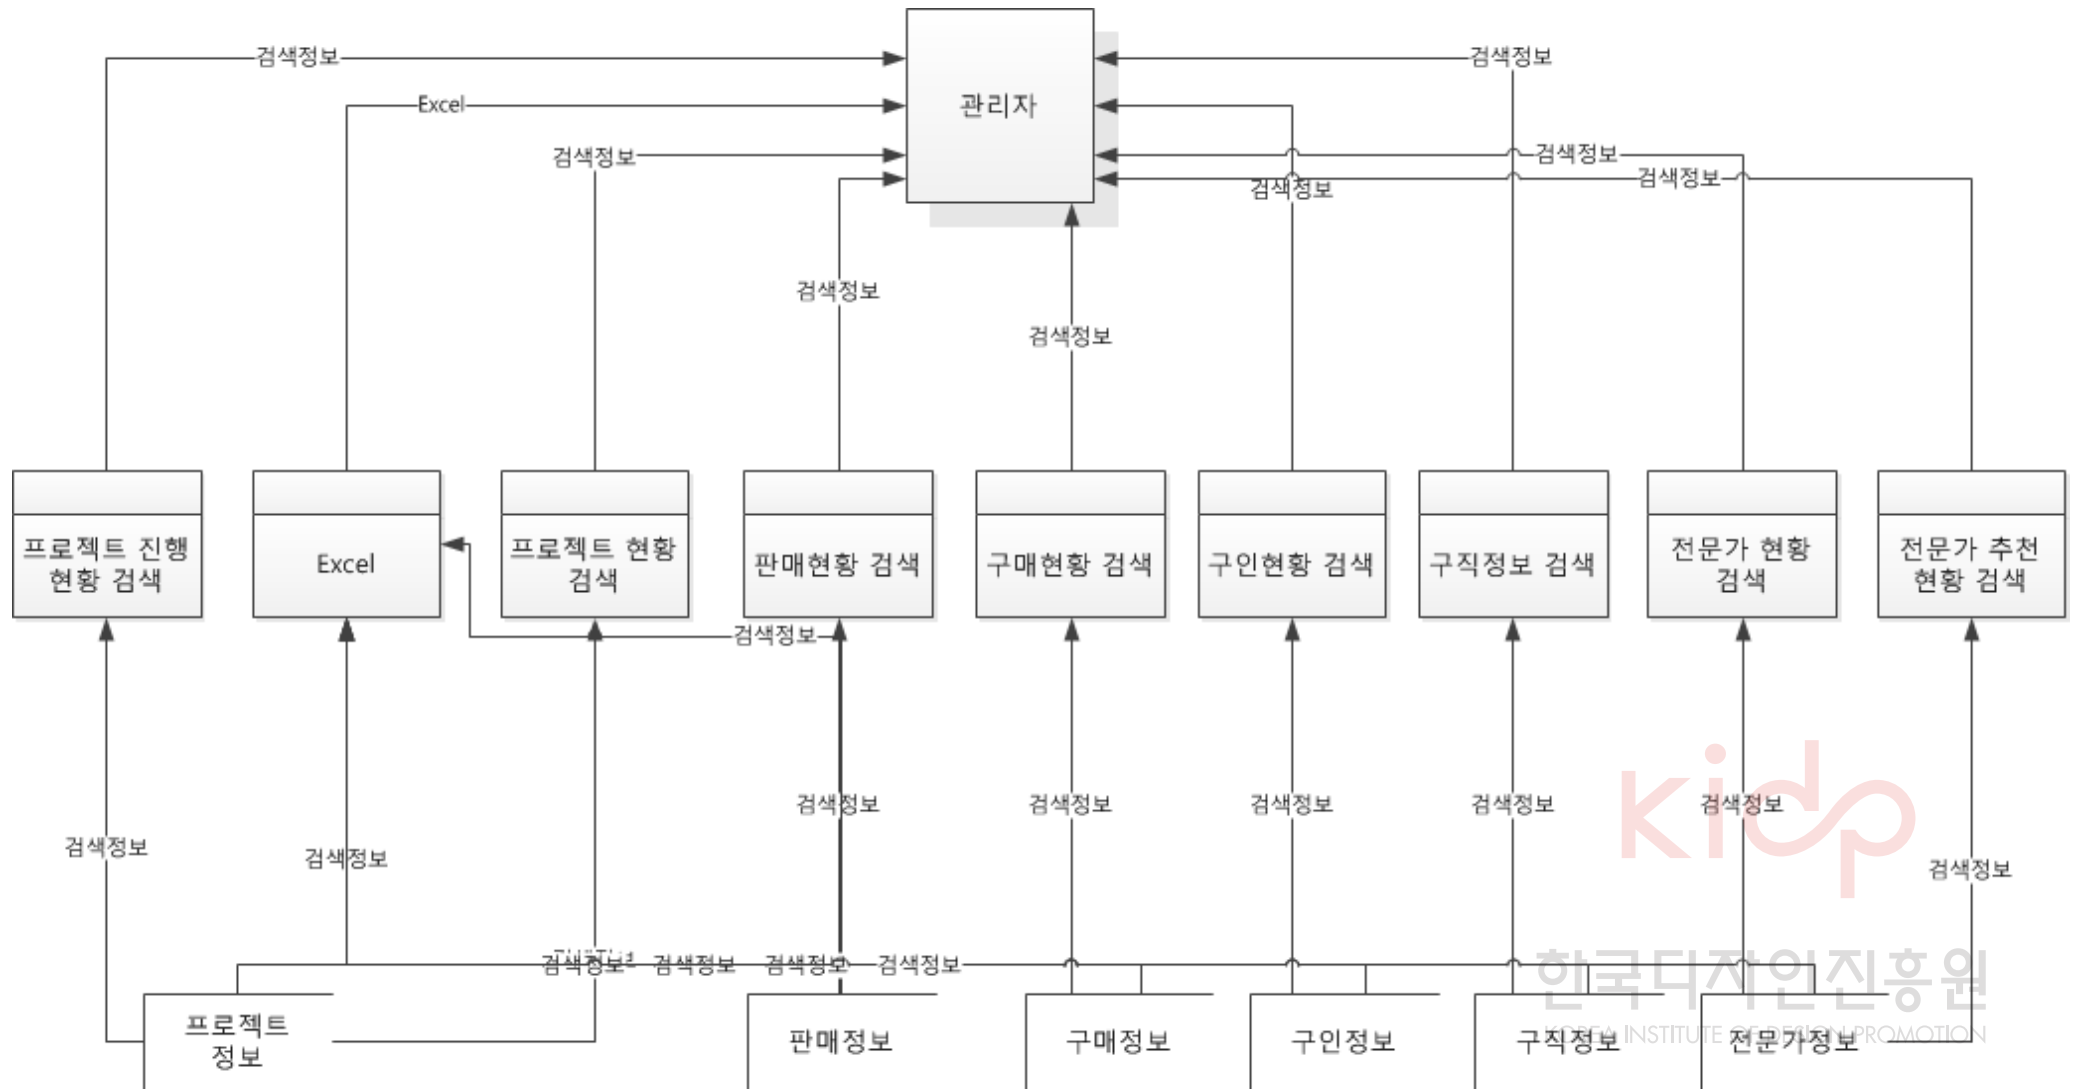 검색정보
Excel
검색정보
검색정보
검색정보
검색정보
검색정보
검색정보
검색정보
관리자
프로젝트 진행
현황 검색
Excel
프로젝트 현황
검색
판매현황 검색
구매현황 검색
구인현황 검색
구직정보 검색
전문가 현황
검색
전문가 추천
현황 검색
검색정보
검색정보
검색정보
검색정보
검색정보
검색정보
검색정보
검색정보
검색정보
검색정보
검색정보
검색정보
검색정보
프로젝트
정보
판매정보
구매정보
구인정보
구직정보
전문가정보
kidp
한국디자인진흥원
KOREA INSTITUTE OF DESIGN PROMOTION